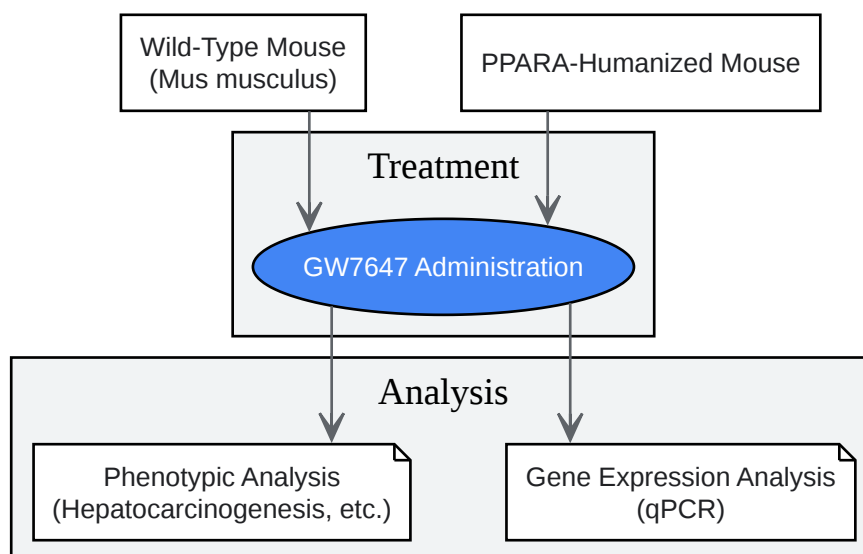 Wild-Type Mouse
(Mus musculus)
PPARA-Humanized Mouse
Treatment
GW7647 Administration
Analysis
Phenotypic Analysis
(Hepatocarcinogenesis, etc.)
Gene Expression Analysis
(qPCR)